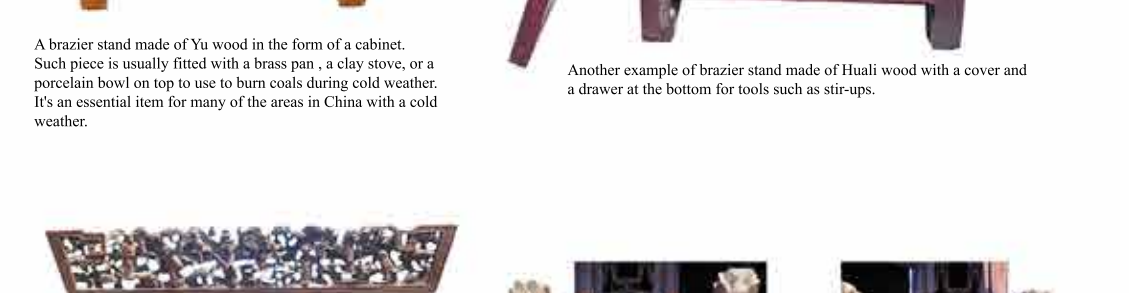 A brazier stand made of Yu wood in the form of a cabinet.
Such piece is usually fitted with a brass pan , a clay stove, or a
porcelain bowl on top to use to burn coals during cold weather.
It's an essential item for many of the areas in China with a cold
weather.
Another example of brazier stand made of Huali wood with a cover and
a drawer at the bottom for tools such as stir-ups.